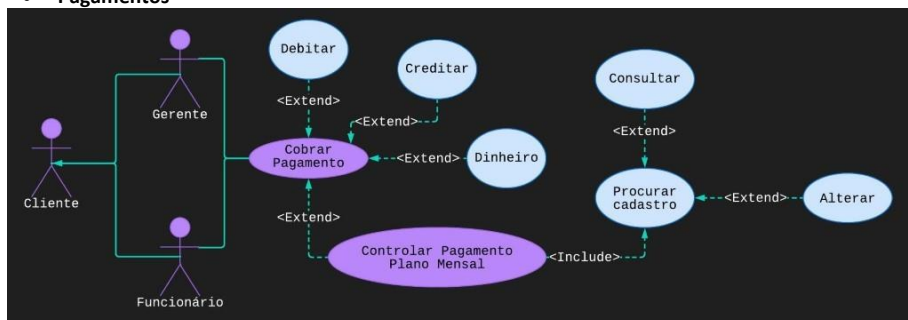 • Pagamentos
Debitar
Creditar
Consultar
<Extend>
Gerente
<Extend>
<Extend>
Cobrar
Pagamento
<Extend>
Dinheiro
Cliente
Procurar
cadastro
<Extend>
Alterar
<Extend>
Controlar Pagamento
Plano Mensal
<Include>
Funcionário